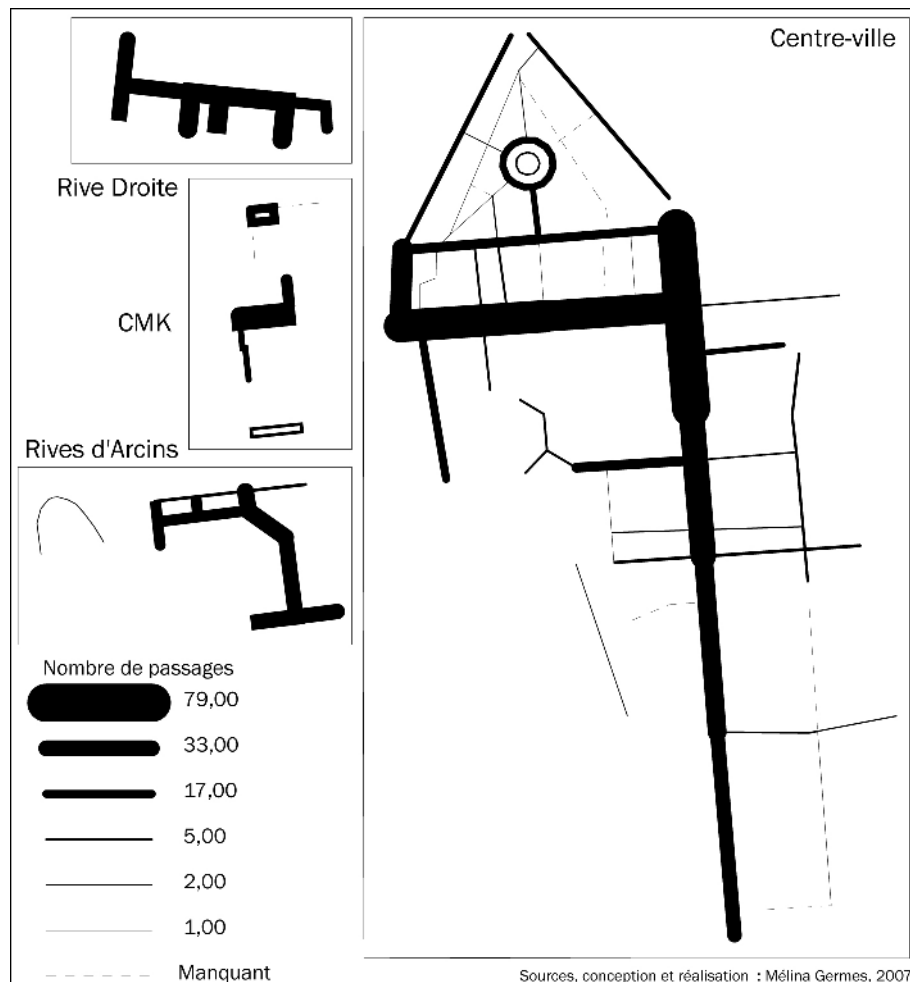 Centre-ville
Rive Droite
CMK
Rives d'Arcins
Nombre de passages
79,00
33,00
17,00
5,00
2,00
1,00
Manquant
Sources, conception et réalisation : Mélina Germes, 2007